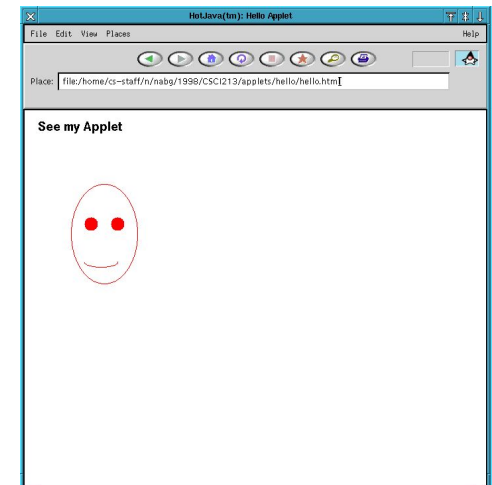 HotJava(tm): Hello Applet
File Edit View Places Help
Place: file:/home/cs-staff/n/nabg/1998/CSCI213/applets/hello/hello.html
See my Applet